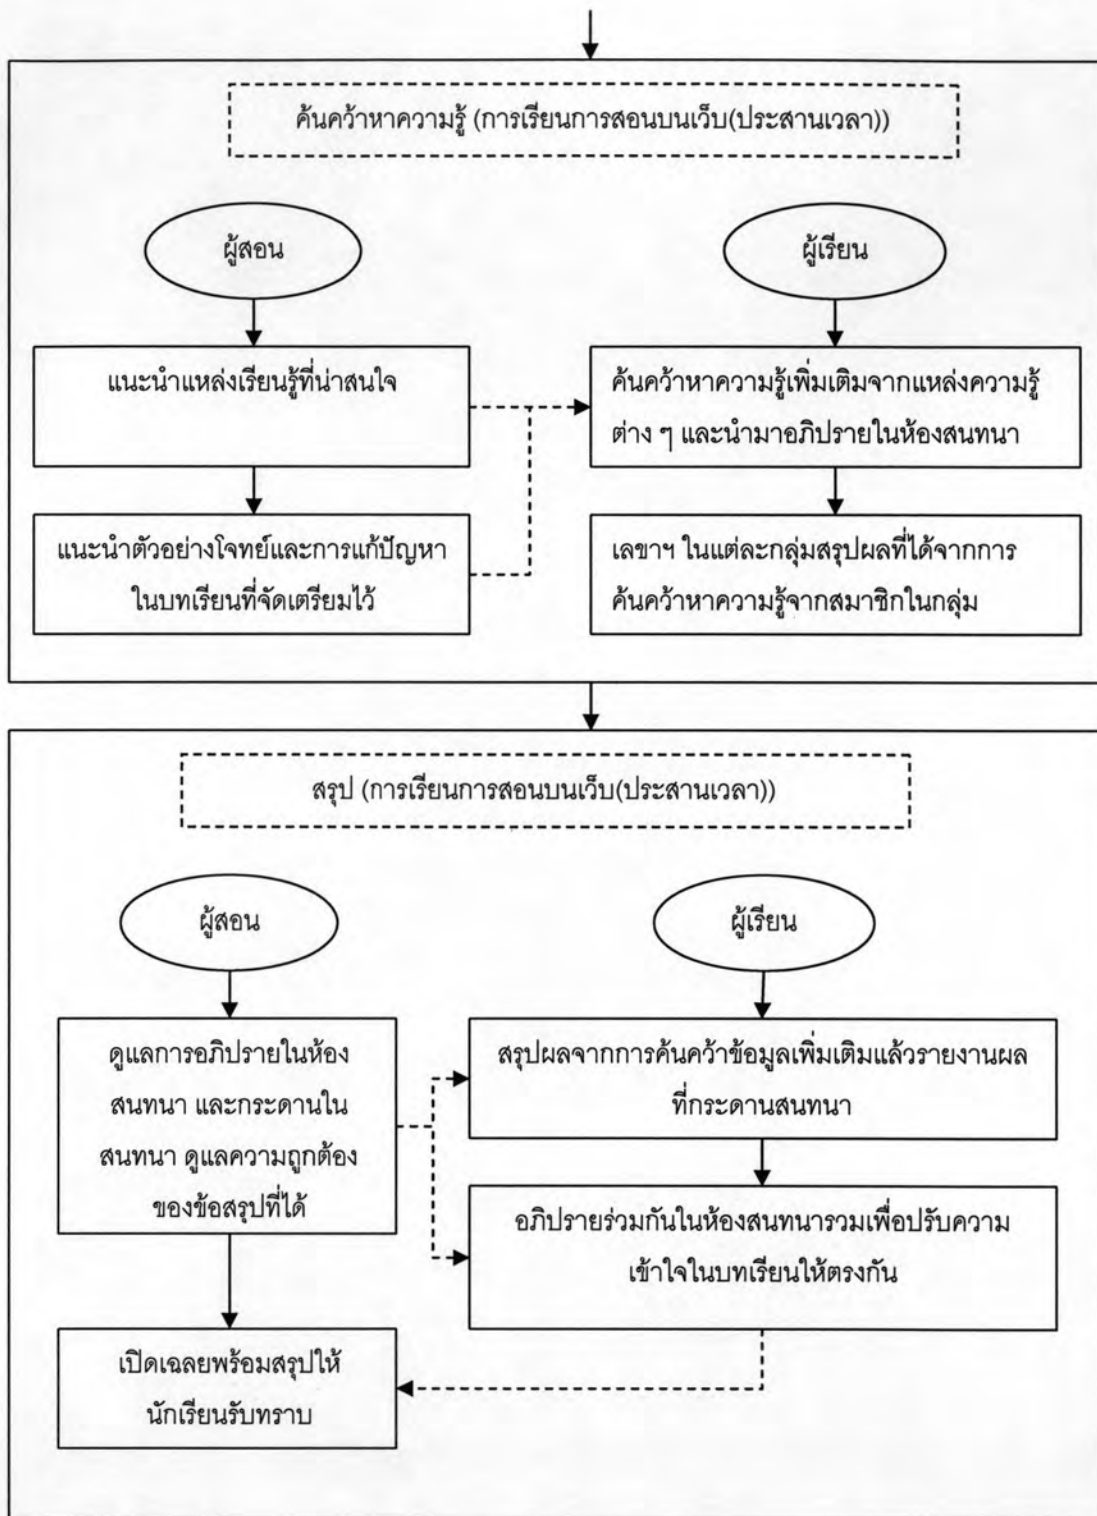 ค้นคว้าหาความรู้ (การเรียนการสอนบนเว็บ(ประสานเวลา))
ผู้สอน
ผู้เรียน
แนะนำแหล่งเรียนรู้ที่น่าสนใจ
ค้นคว้าหาความรู้เพิ่มเติมจากแหล่งความรู้
ต่าง ๆ และนำมาอภิปรายในห้องสนทนา
แนะนำตัวอย่างโจทย์และการแก้ปัญหา
ในบทเรียนที่จัดเตรียมไว้
เลขาฯ ในแต่ละกลุ่มสรุปผลที่ได้จากการ
ค้นคว้าหาความรู้จากสมาชิกในกลุ่ม
สรุป (การเรียนการสอนบนเว็บ(ประสานเวลา))
ผู้สอน
ผู้เรียน
ดูแลการอภิปรายในห้อง
สนทนา และกระดานใน
สนทนา ดูแลความถูกต้อง
ของข้อสรุปที่ได้
สรุปผลจากการค้นคว้าข้อมูลเพิ่มเติมแล้วรายงานผล
ที่กระดานสนทนา
อภิปรายร่วมกันในห้องสนทนารวมเพื่อปรับความ
เข้าใจในบทเรียนให้ตรงกัน
เปิดเฉลยพร้อมสรุปให้
นักเรียนรับทราบ